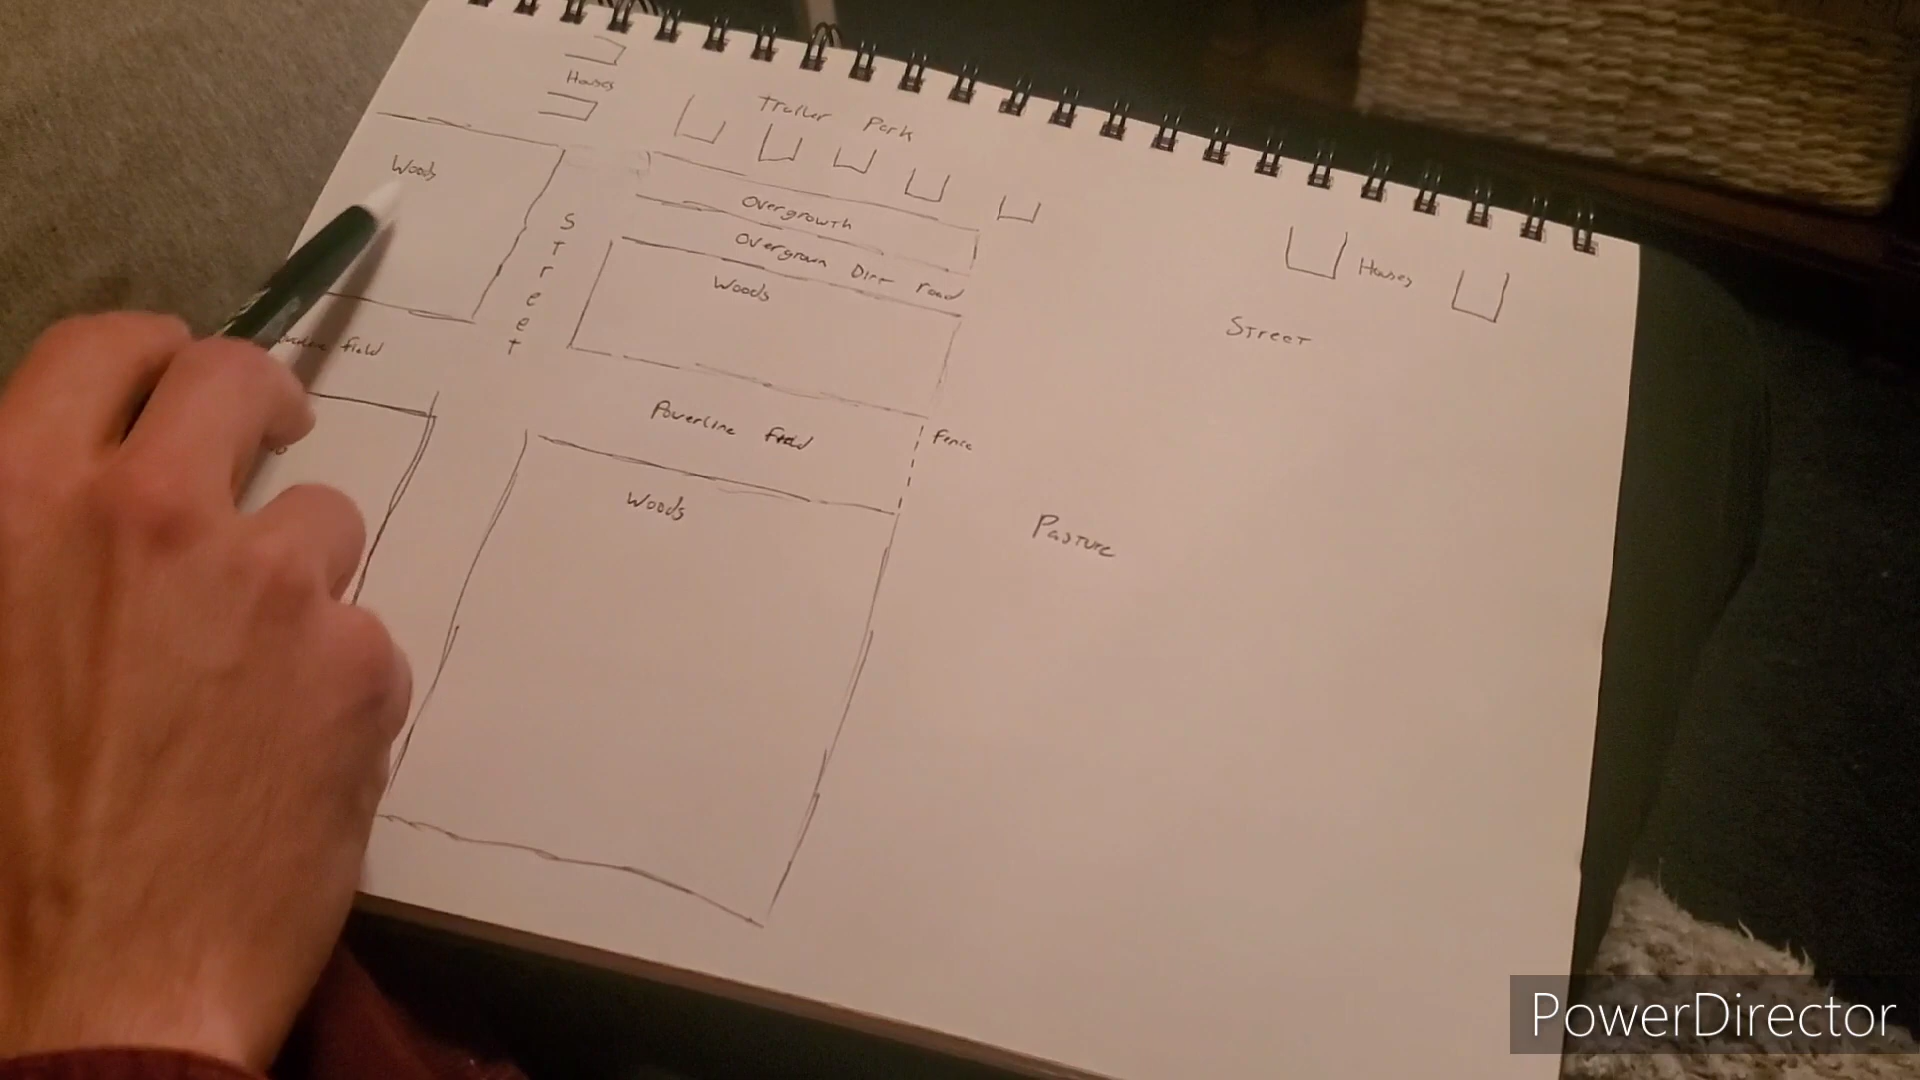 Houses
Trailer Park
Woods
Overgrowth
Street
Overgrown Dirt road
Woods
Houses
Street
field
Powerline field
Fence
Woods
Pasture
PowerDirector